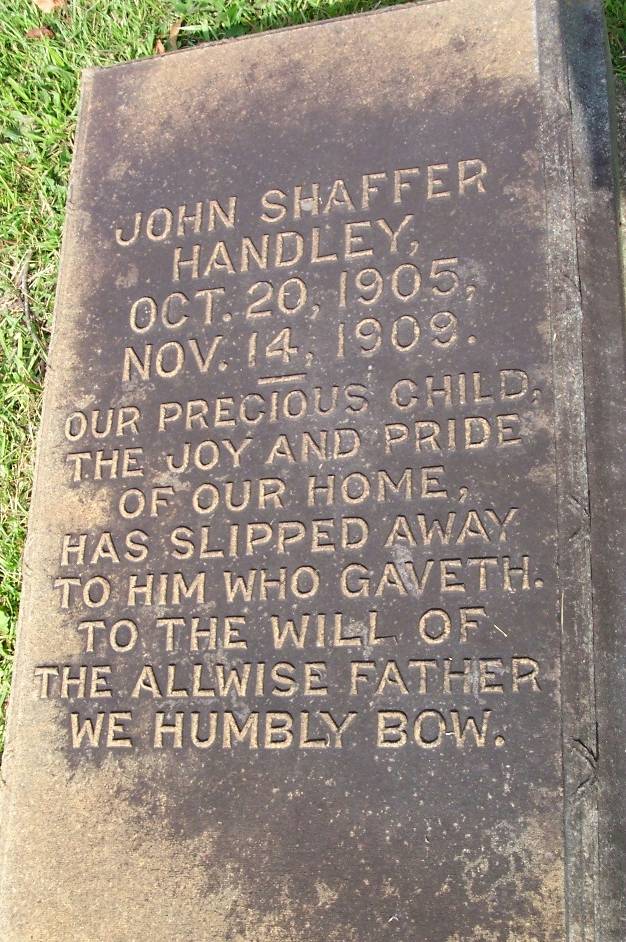 JOHN SHAFFER
HANDLEY,
OCT. 20, 1905,
NOV. 14, 1909.
OUR PRECIOUS CHILD,
THE JOY AND PRIDE
OF OUR HOME,
HAS SLIPPED AWAY
TO HIM WHO GAVETH.
TO THE WILL OF
THE ALLWISE FATHER
WE HUMBLY BOW.